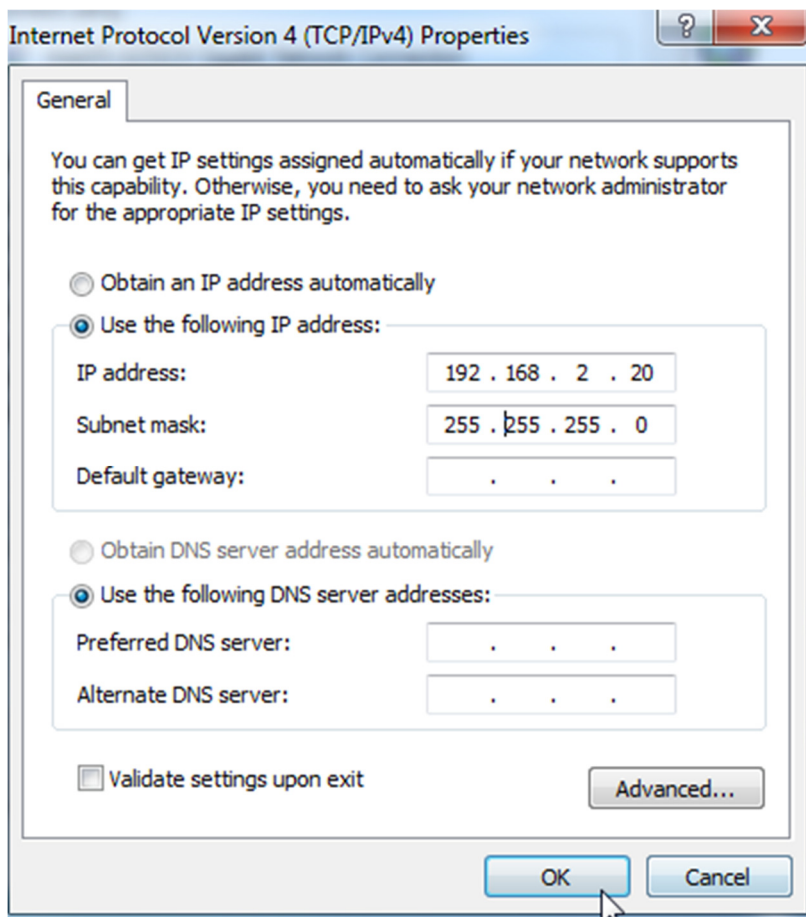 Internet Protocol Version 4 (TCP/IPv4) Properties
?
X
General
You can get IP settings assigned automatically if your network supports
this capability. Otherwise, you need to ask your network administrator
for the appropriate IP settings.
Obtain an IP address automatically
Use the following IP address:
IP address: 192 . 168 . 2 . 20
Subnet mask: 255 . 255 . 255 . 0
Default gateway: . . .
Obtain DNS server address automatically
Use the following DNS server addresses:
Preferred DNS server: . . .
Alternate DNS server: . . .
Validate settings upon exit
Advanced...
OK Cancel